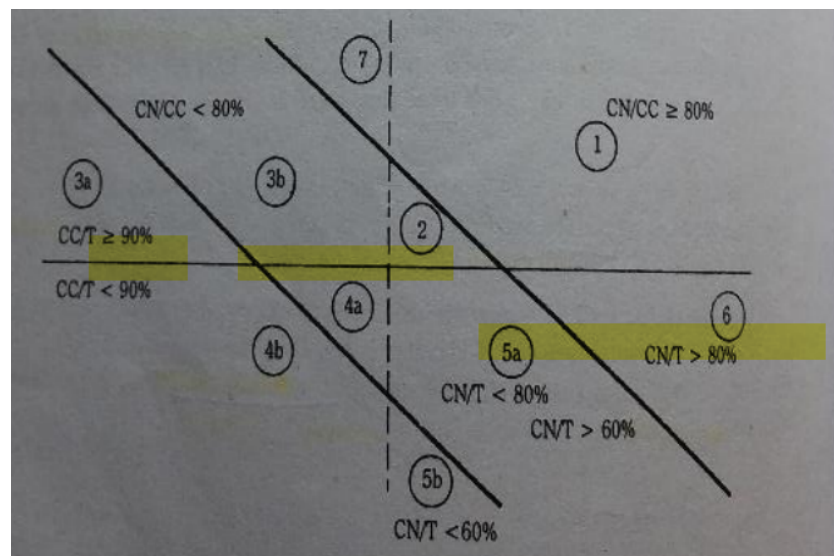 7
CN/CC < 80%
CN/CC ≥ 80%
1
3a
3b
2
CC/T ≥ 90%
CC/T < 90%
4a
6
4b
5a
CN/T > 80%
CN/T < 80%
CN/T > 60%
5b
CN/T <60%